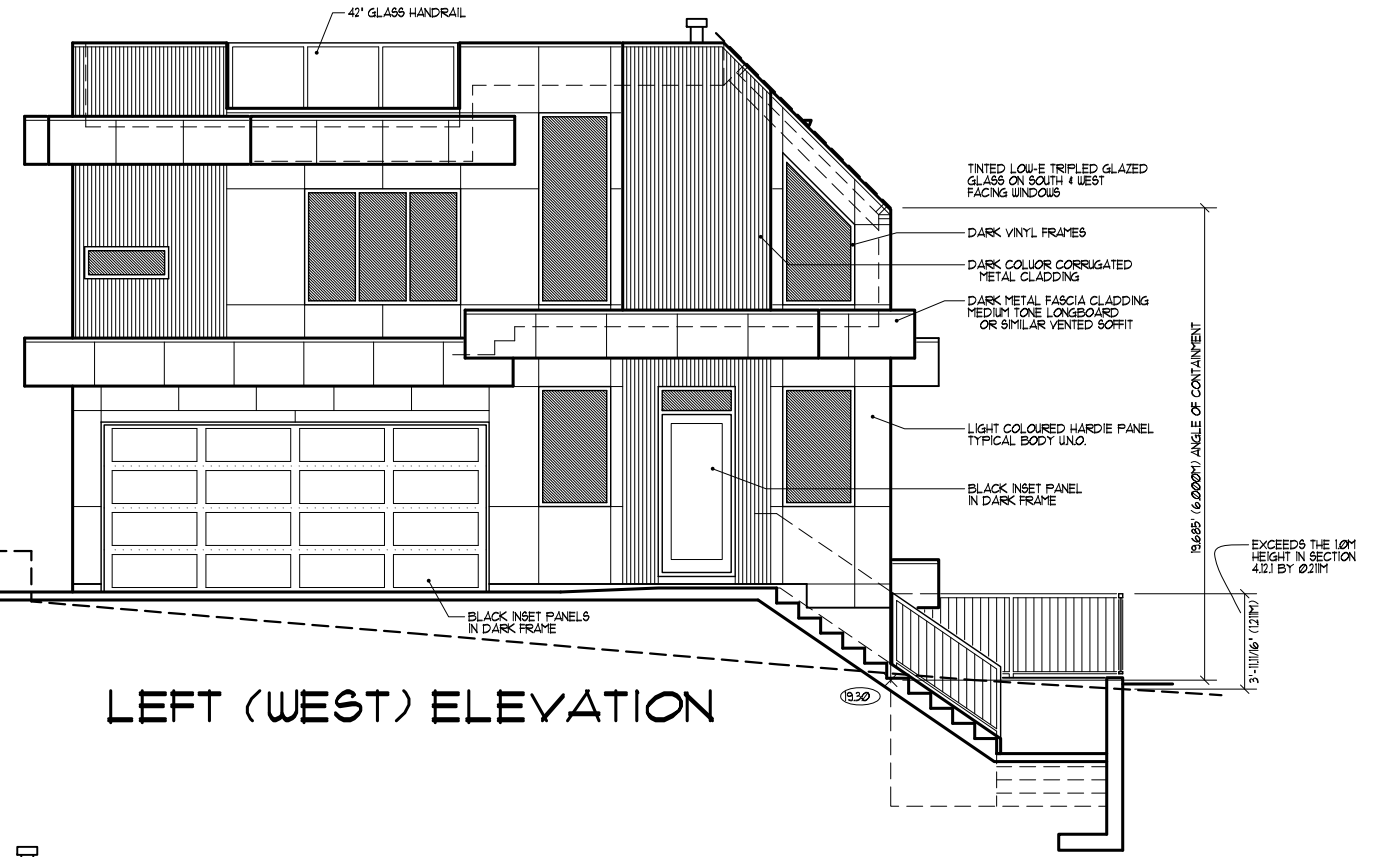 42" GLASS HANDRAIL
TINTED LOW-E TRIPLED GLAZED
GLASS ON SOUTH & WEST
FACING WINDOWS
DARK VINYL FRAMES
DARK COLUOR CORRUGATED
METAL CLADDING
DARK METAL FASCIA CLADDING
MEDIUM TONE LONGBOARD
OR SIMILAR VENTED SOFFIT
19.685' (6.000M) ANGLE OF CONTAINMENT
LIGHT COLOURED HARDIE PANEL
TYPICAL BODY U.N.O.
BLACK INSET PANEL
IN DARK FRAME
EXCEEDS THE 1.0M
HEIGHT IN SECTION
4.12.1 BY 0.211M
3'-11.11/16" (1.211M)
BLACK INSET PANELS
IN DARK FRAME
19.30
LEFT (WEST) ELEVATION